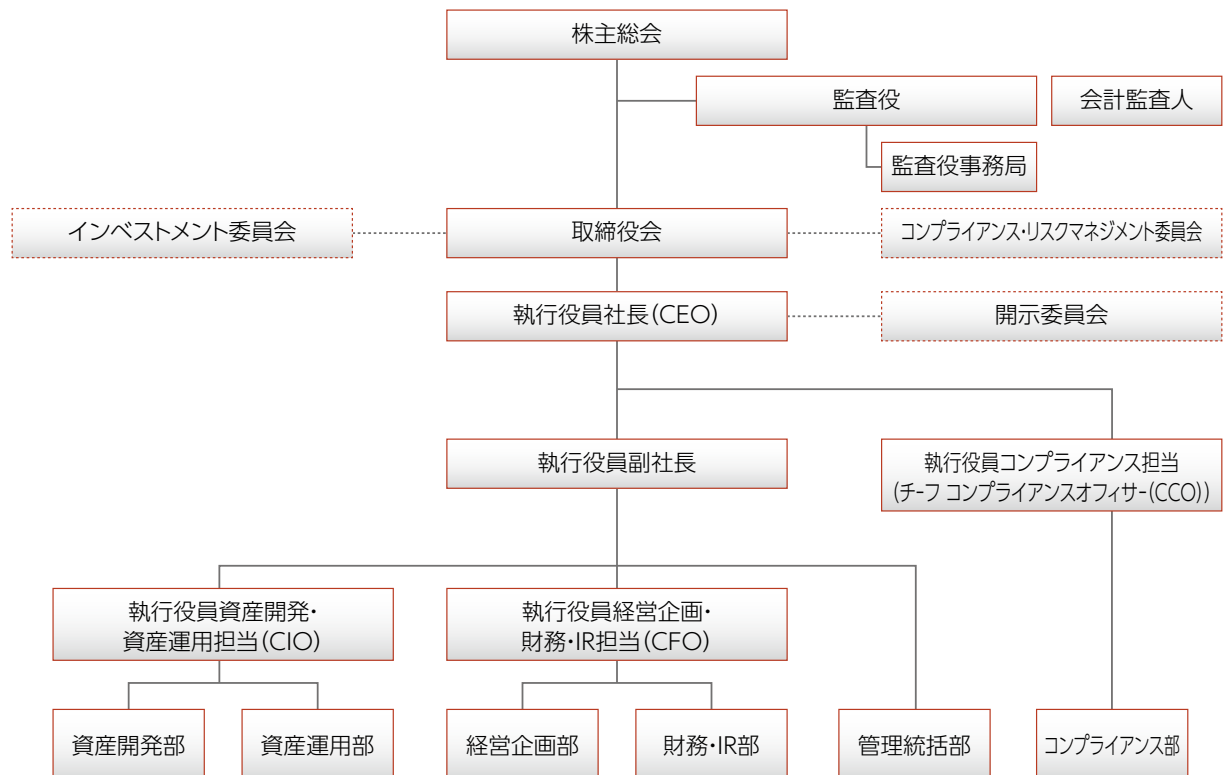 株主総会
監査役
会計監査人
監査役事務局
インベストメント委員会
取締役会
コンプライアンス・リスクマネジメント委員会
執行役員社長(CEO)
開示委員会
執行役員副社長
執行役員コンプライアンス担当
(チーフ コンプライアンスオフィサー(CCO))
執行役員資産開発・
資産運用担当(CIO)
執行役員経営企画・
財務・IR担当(CFO)
資産開発部
資産運用部
経営企画部
財務・IR部
管理統括部
コンプライアンス部